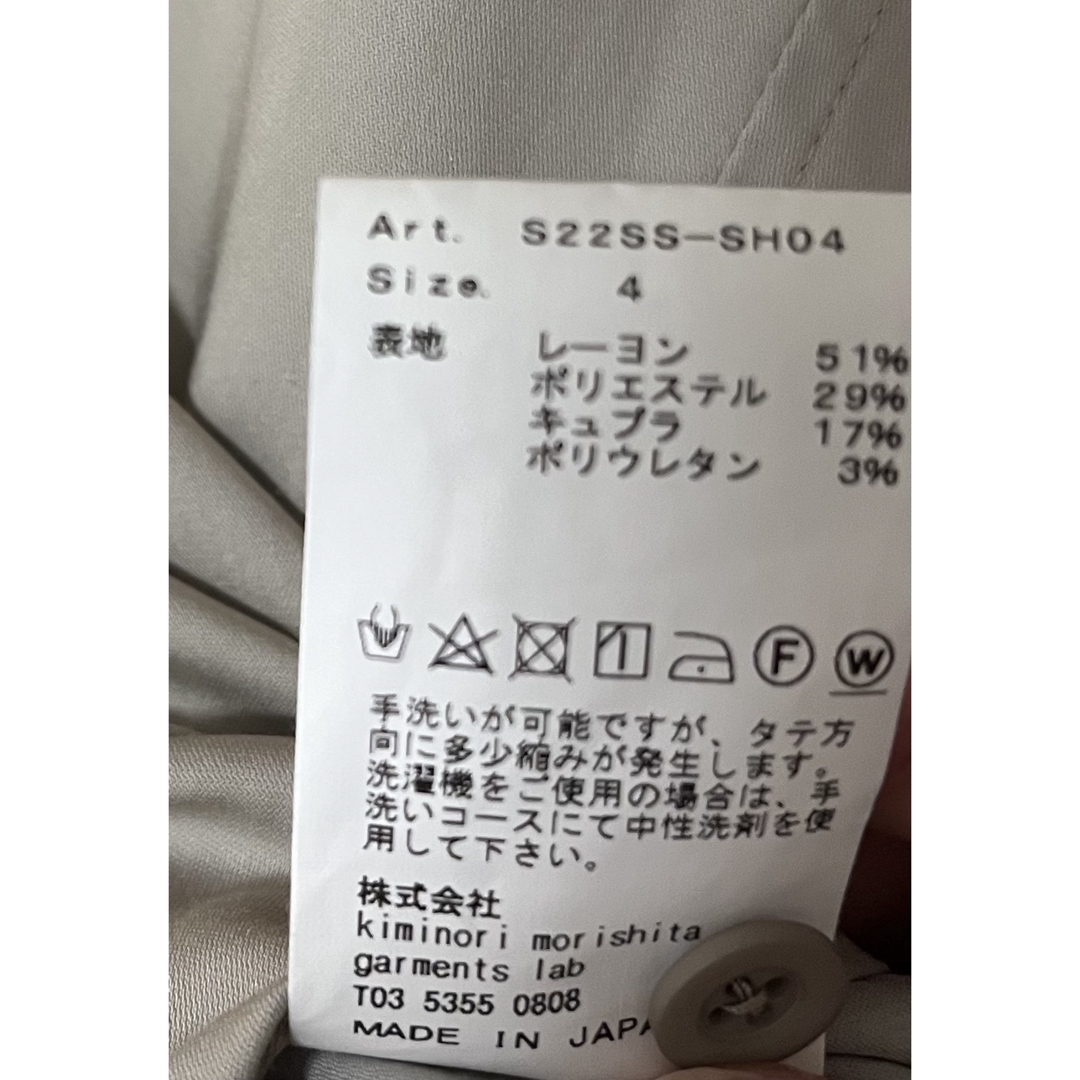 Art. S22SS-SH04
Size. 4
表地 レーヨン 51%
ポリエステル 29%
キュプラ 17%
ポリウレタン 3%
F W
手洗いが可能ですが、タテ方
向に多少縮みが発生します。
洗濯機をご使用の場合は、手
洗いコースにて中性洗剤を使
用して下さい。
株式会社
kiminori morishita
garments lab
T03 5355 0808
MADE IN JAPA